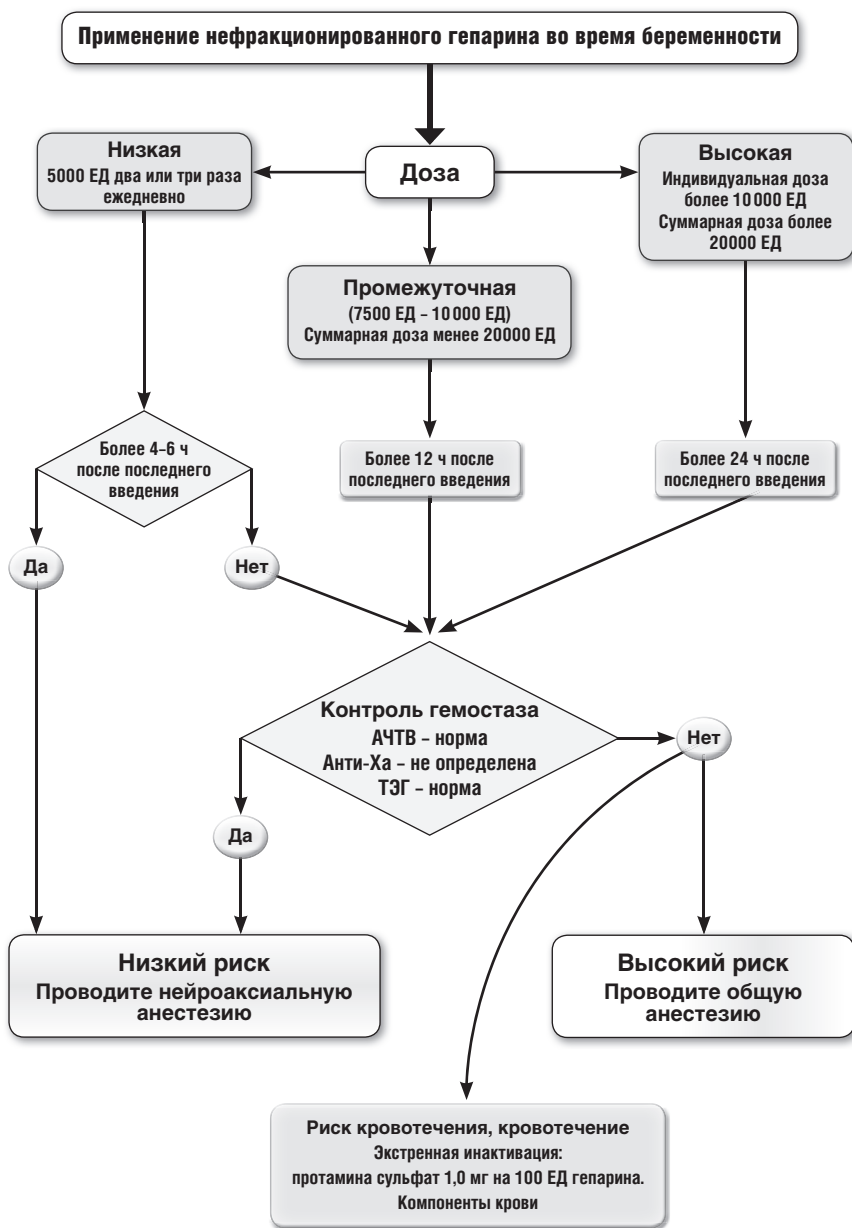 Применение нефракционированного гепарина во время беременности
Низкая
5000 ЕД два или три раза
ежедневно
Доза
Высокая
Индивидуальная доза
более 10 000 ЕД
Суммарная доза более
20000 ЕД
Промежуточная
(7500 ЕД – 10 000 ЕД)
Суммарная доза менее 20000 ЕД
Более 4–6 ч
после последнего
введения
Более 12 ч после
последнего введения
Более 24 ч после
последнего введения
Да
Нет
Контроль гемостаза
АЧТВ – норма
Анти-Ха – не определена
ТЭГ – норма
Нет
Да
Низкий риск
Проводите нейроаксиальную
анестезию
Высокий риск
Проводите общую
анестезию
Риск кровотечения, кровотечение
Экстренная инактивация:
протамина сульфат 1,0 мг на 100 ЕД гепарина.
Компоненты крови